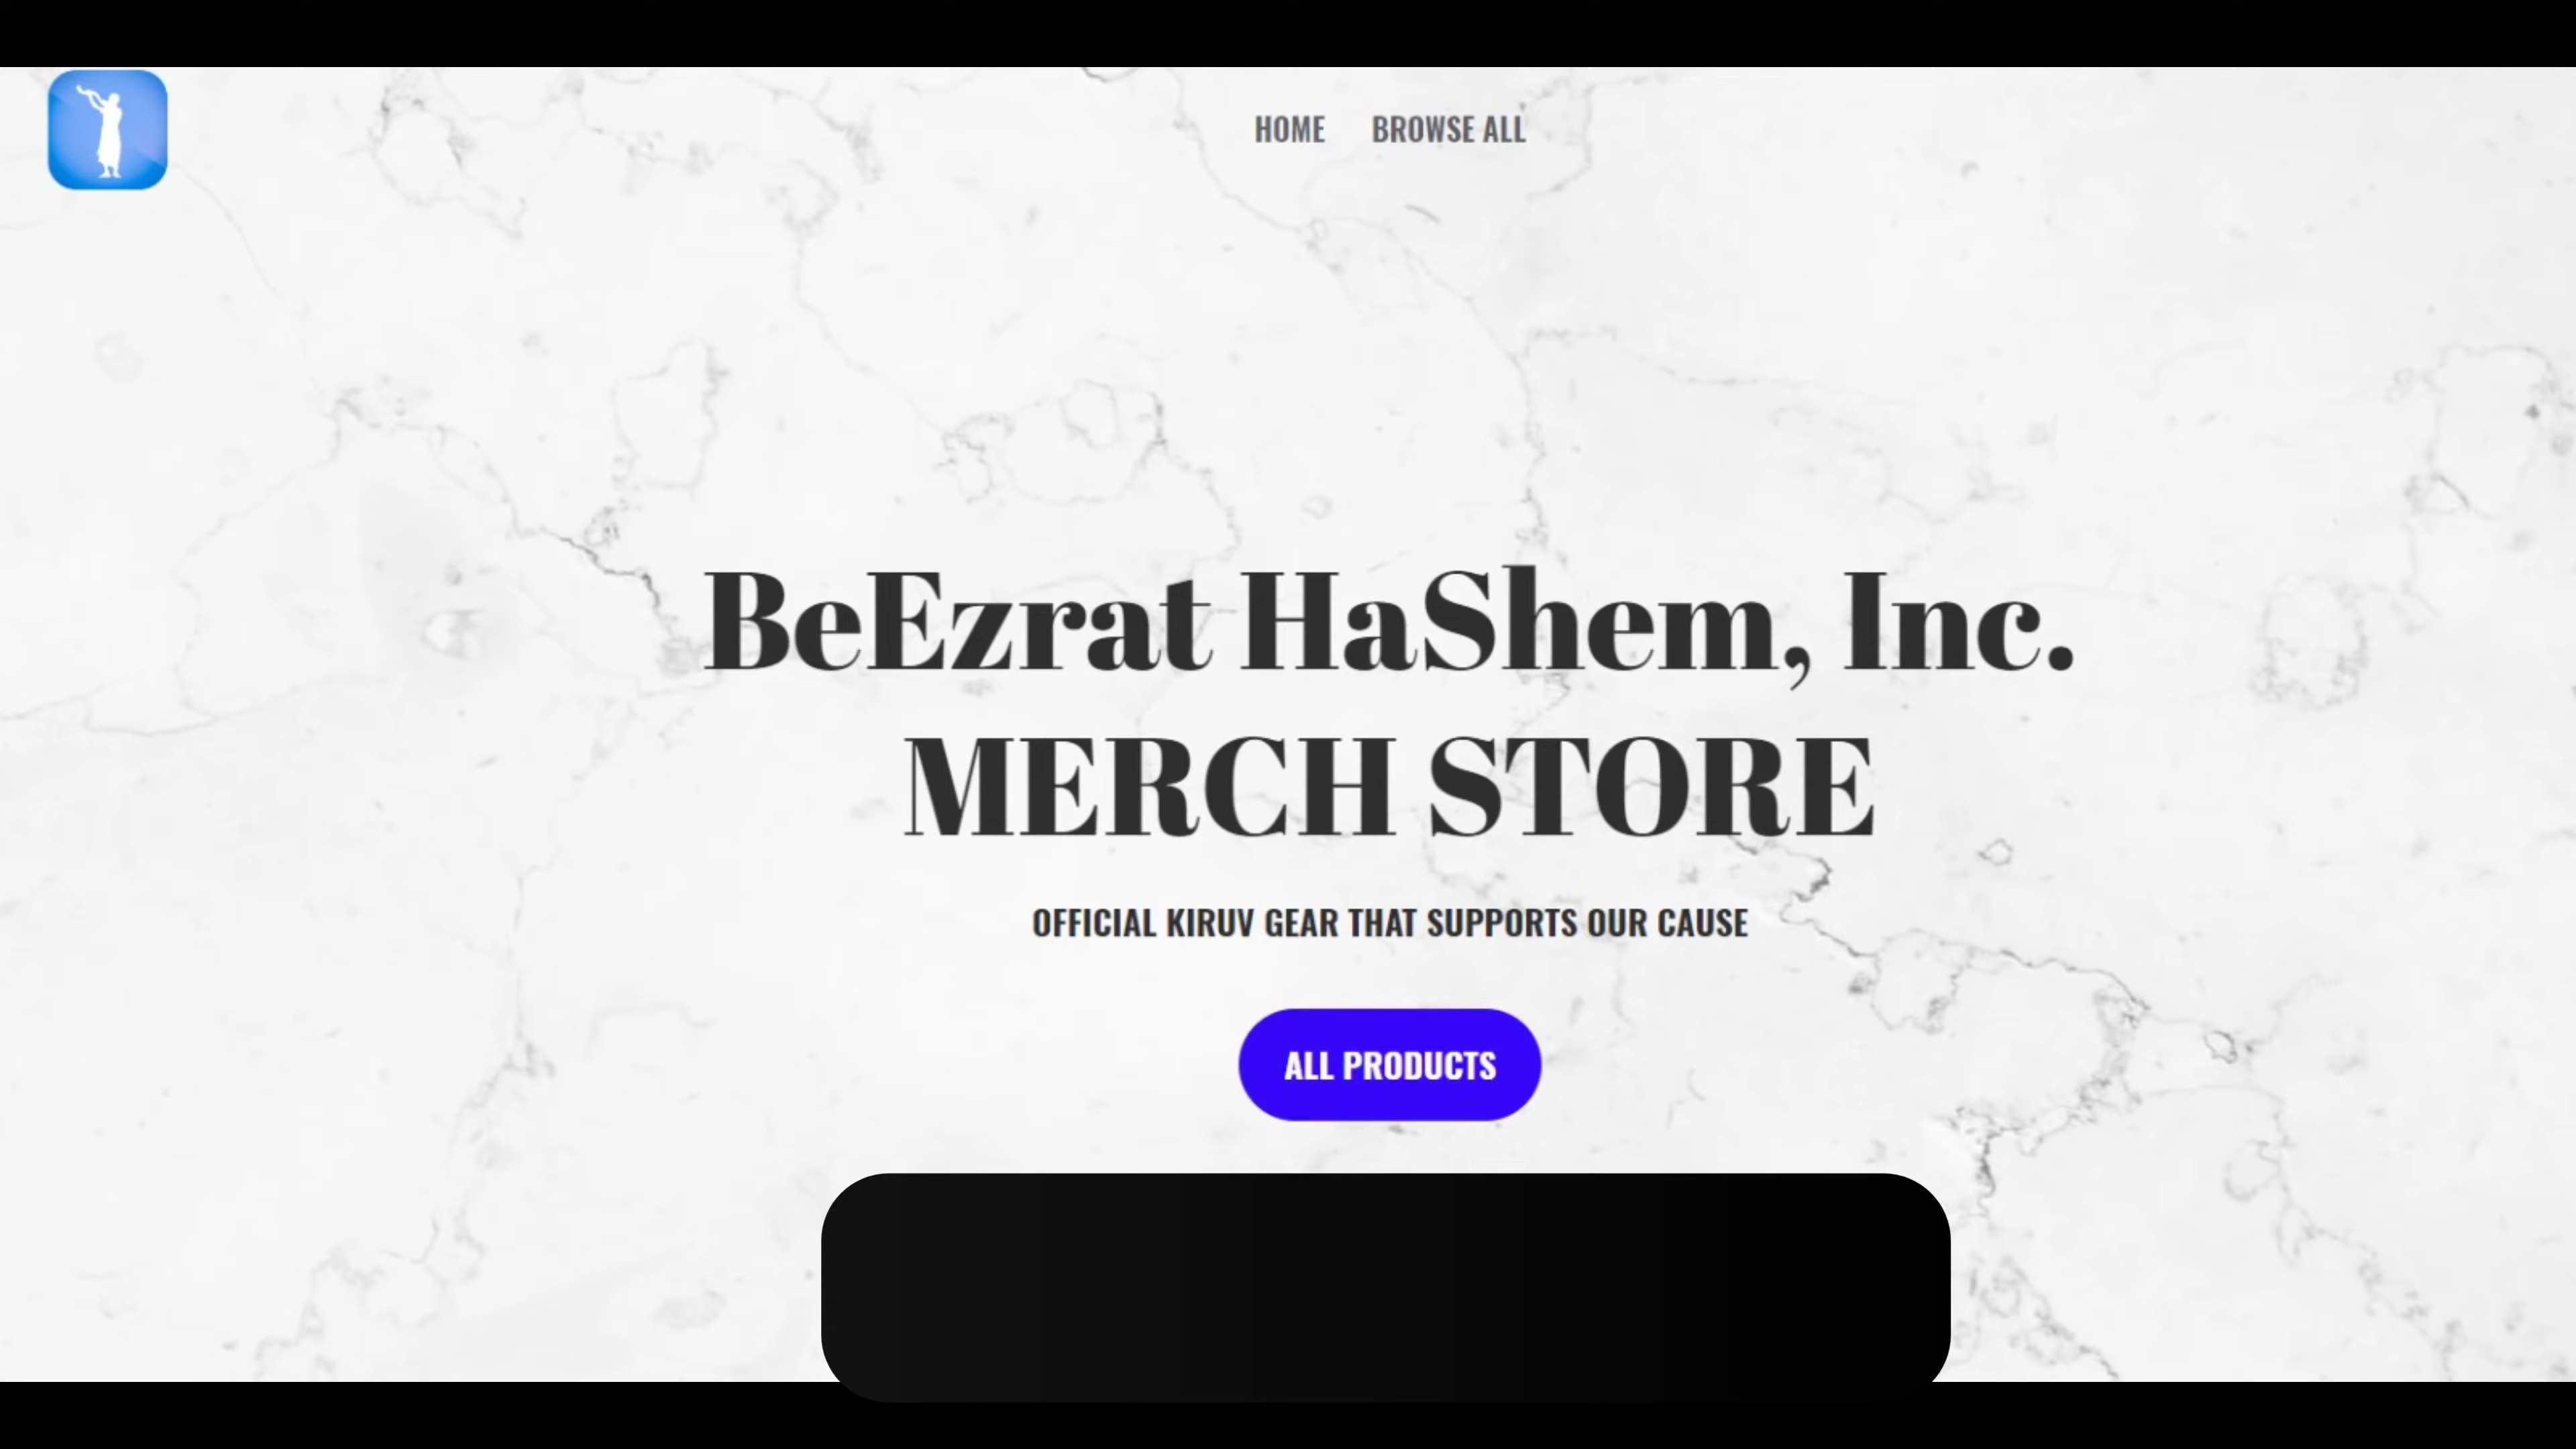 HOME BROWSE ALL
BeEzrat HaShem, Inc.
MERCH STORE
OFFICIAL KIRUV GEAR THAT SUPPORTS OUR CAUSE
ALL PRODUCTS